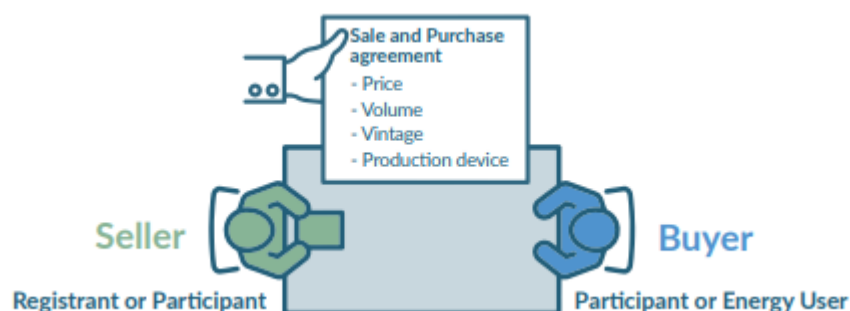 Sale and Purchase
agreement
- Price
- Volume
- Vintage
- Production device
Seller
Buyer
Registrant or Participant
Participant or Energy User